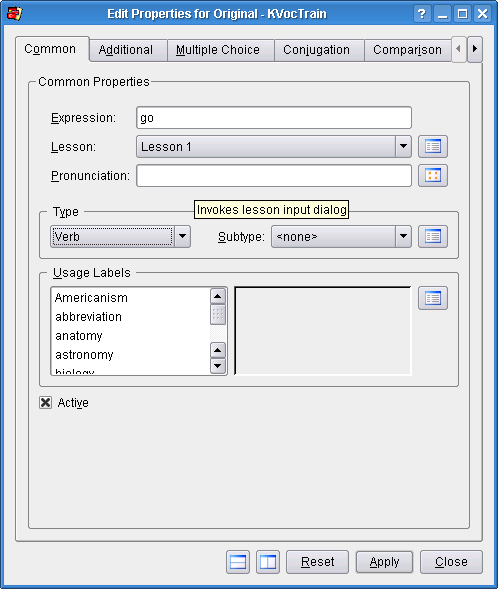 Edit Properties for Original - KVocTrain
Common Additional Multiple Choice Conjugation Comparison
Common Properties
Expression: go
Lesson: Lesson 1
Pronunciation:
Invokes lesson input dialog
Type
Verb Subtype: <none>
Usage Labels
Americanism
abbreviation
anatomy
astronomy
biology
Active
Reset Apply Close